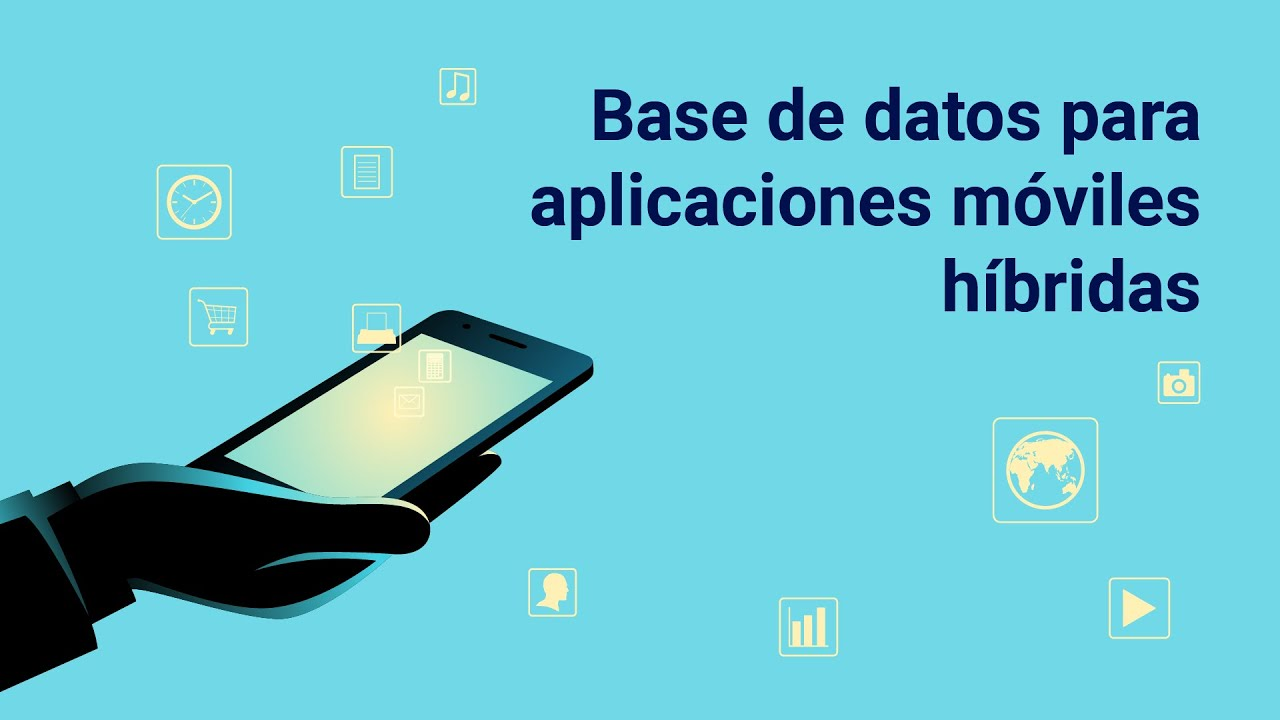 Base de datos para
aplicaciones móviles
híbridas